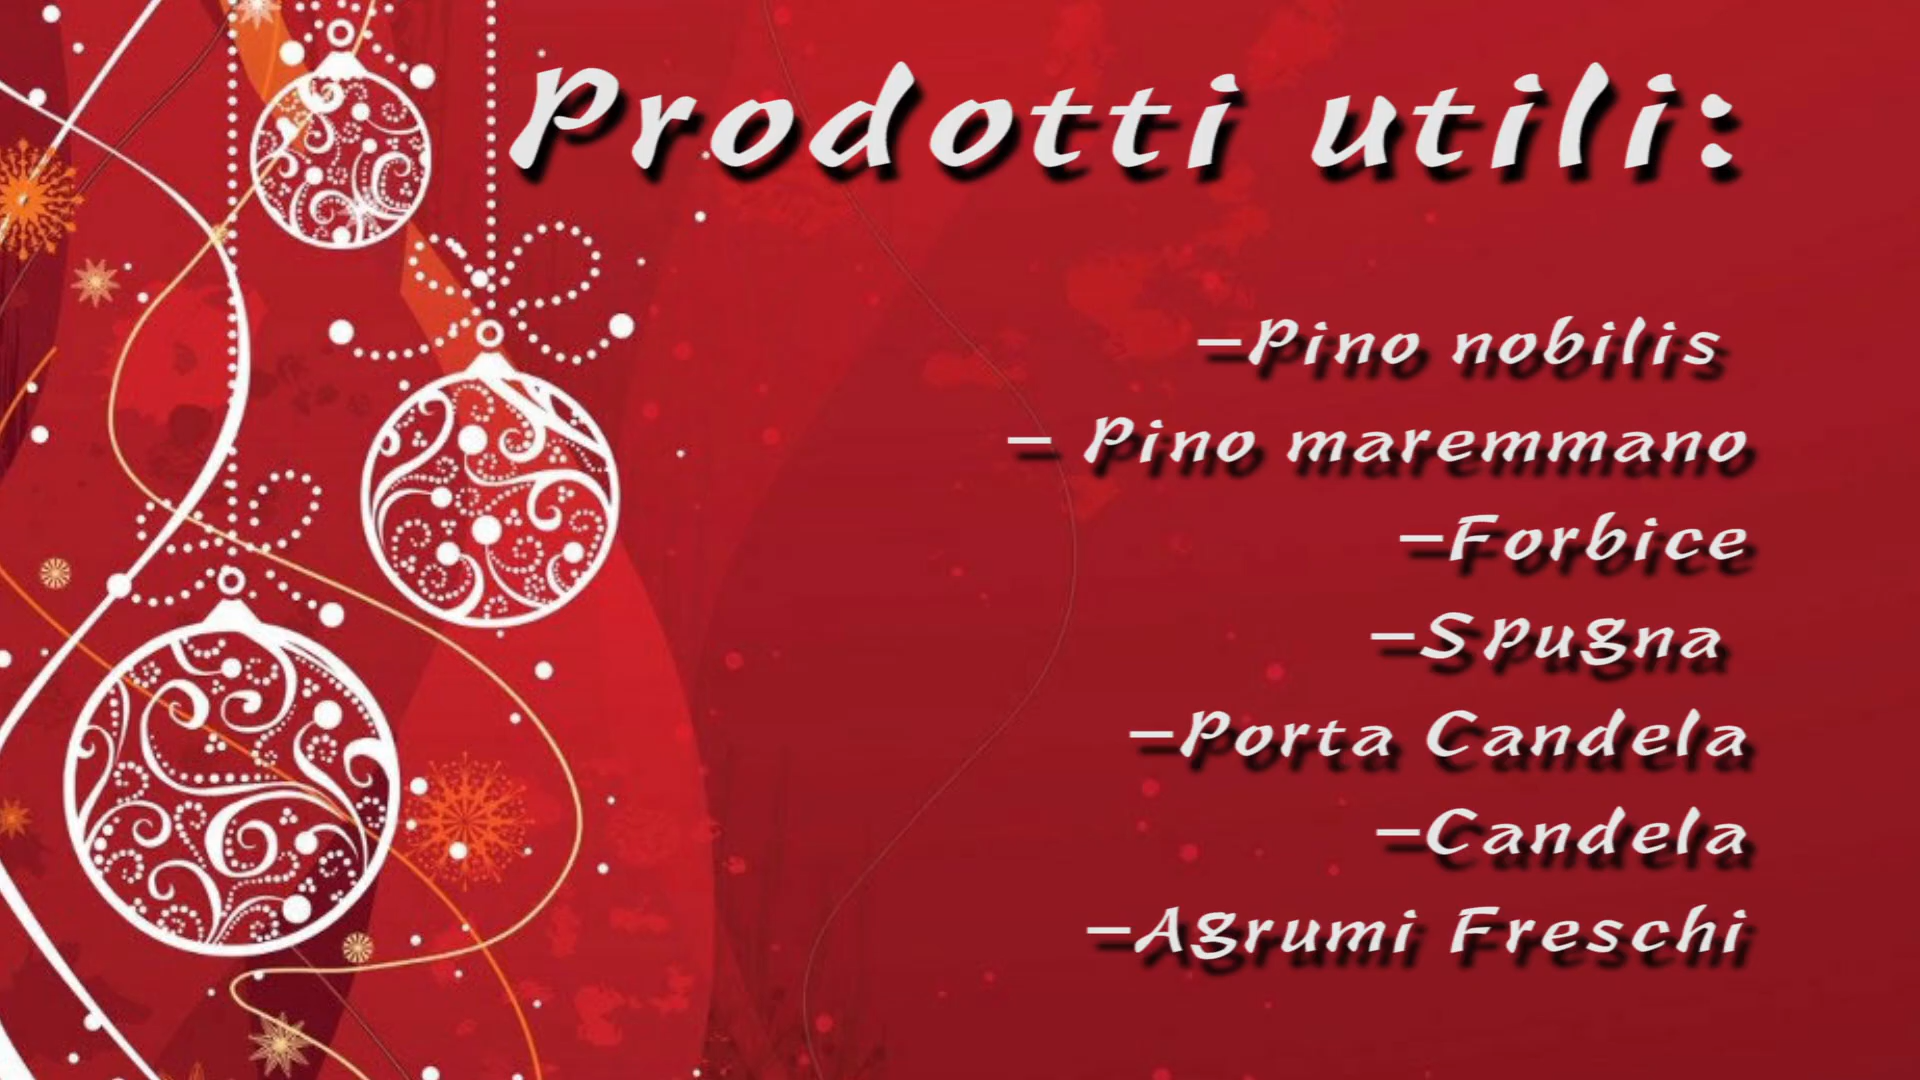 Prodotti utili:
–Pino nobilis
– Pino maremmano
–Forbice
–Spugna
–Porta Candela
–Candela
–Agrumi Freschi